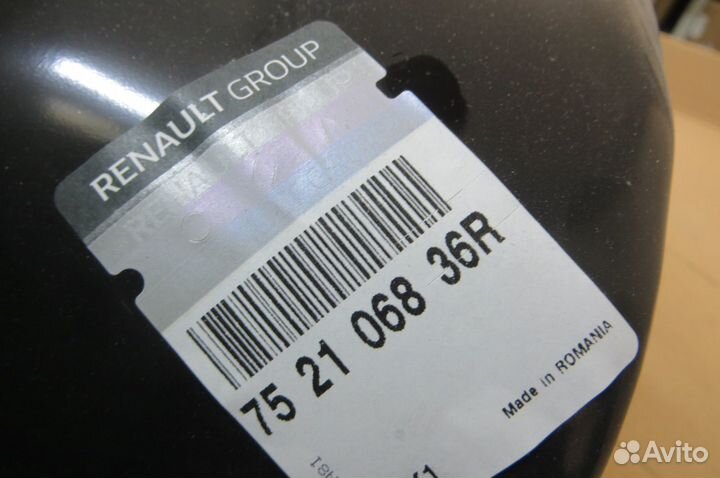 RENAULT GROUP
75 21 068 36R
Made in ROMANIA
Avito